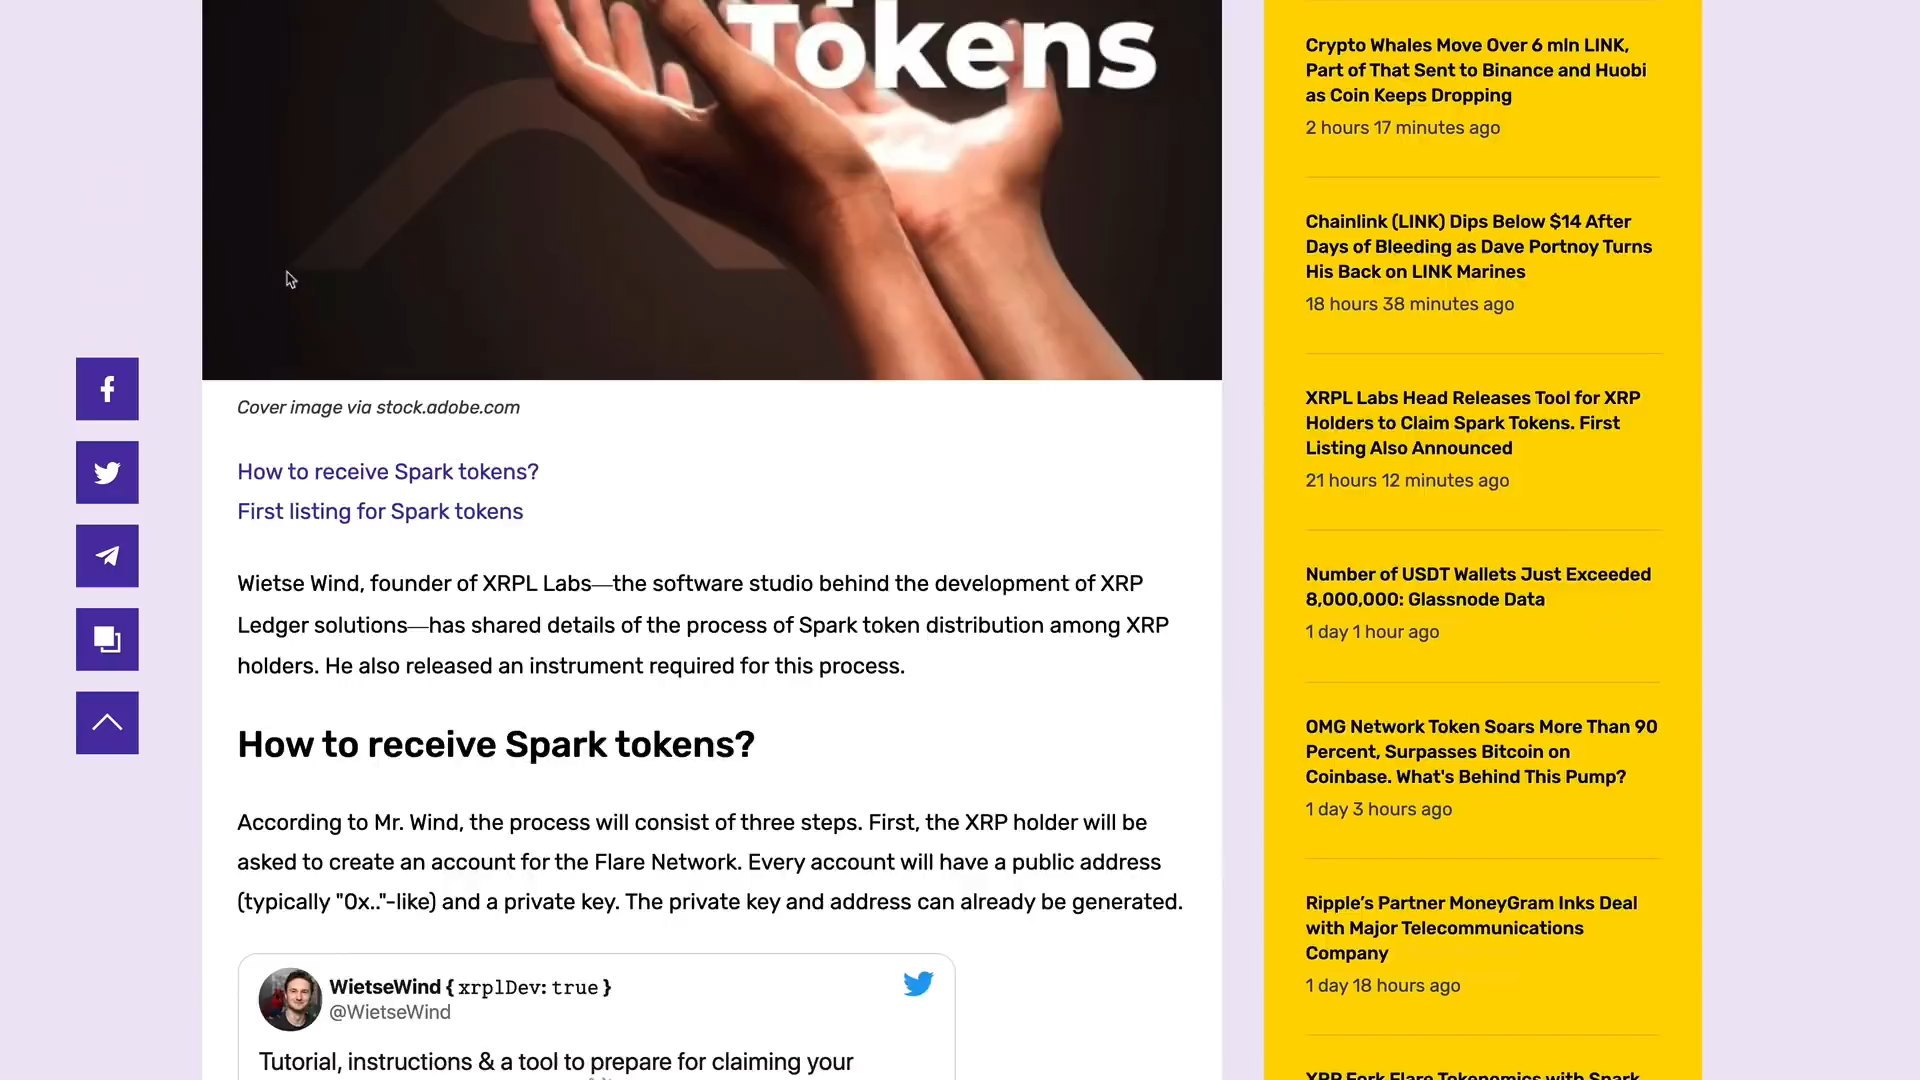 Tokens
Cover image via stock.adobe.com
How to receive Spark tokens?
First listing for Spark tokens
Wietse Wind, founder of XRPL Labs—the software studio behind the development of XRP
Ledger solutions—has shared details of the process of Spark token distribution among XRP
holders. He also released an instrument required for this process.
How to receive Spark tokens?
According to Mr. Wind, the process will consist of three steps. First, the XRP holder will be
asked to create an account for the Flare Network. Every account will have a public address
(typically "0x.."-like) and a private key. The private key and address can already be generated.
WietseWind { xrplDev: true }
@WietseWind
Tutorial, instructions & a tool to prepare for claiming your
Crypto Whales Move Over 6 mln LINK,
Part of That Sent to Binance and Huobi
as Coin Keeps Dropping
2 hours 17 minutes ago
Chainlink (LINK) Dips Below $14 After
Days of Bleeding as Dave Portnoy Turns
His Back on LINK Marines
18 hours 38 minutes ago
XRPL Labs Head Releases Tool for XRP
Holders to Claim Spark Tokens. First
Listing Also Announced
21 hours 12 minutes ago
Number of USDT Wallets Just Exceeded
8,000,000: Glassnode Data
1 day 1 hour ago
OMG Network Token Soars More Than 90
Percent, Surpasses Bitcoin on
Coinbase. What's Behind This Pump?
1 day 3 hours ago
Ripple’s Partner MoneyGram Inks Deal
with Major Telecommunications
Company
1 day 18 hours ago
XRP Fork Flare Tokenomics with Spark